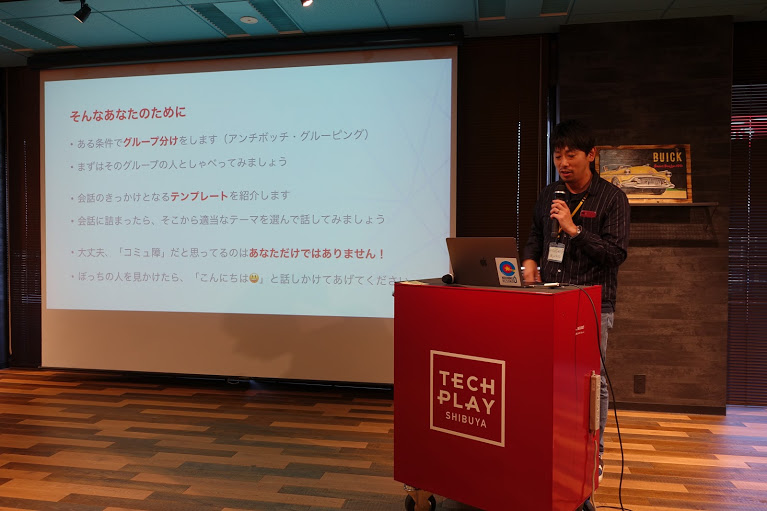 そんなあなたのために
・ある条件でグループ分けをします（アンチボッチ・グルーピング）
・まずはそのグループの人としゃべってみましょう
・会話のきっかけとなるテンプレートを紹介します
・会話に詰まったら、そこから適当なテーマを選んで話してみましょう
・大丈夫、「コミュ障」だと思ってるのはあなただけではありません！
・ぼっちの人を見かけたら、「こんにちは😃」と話しかけてあげてください
BUICK
TECH
PLAY
SHIBUYA